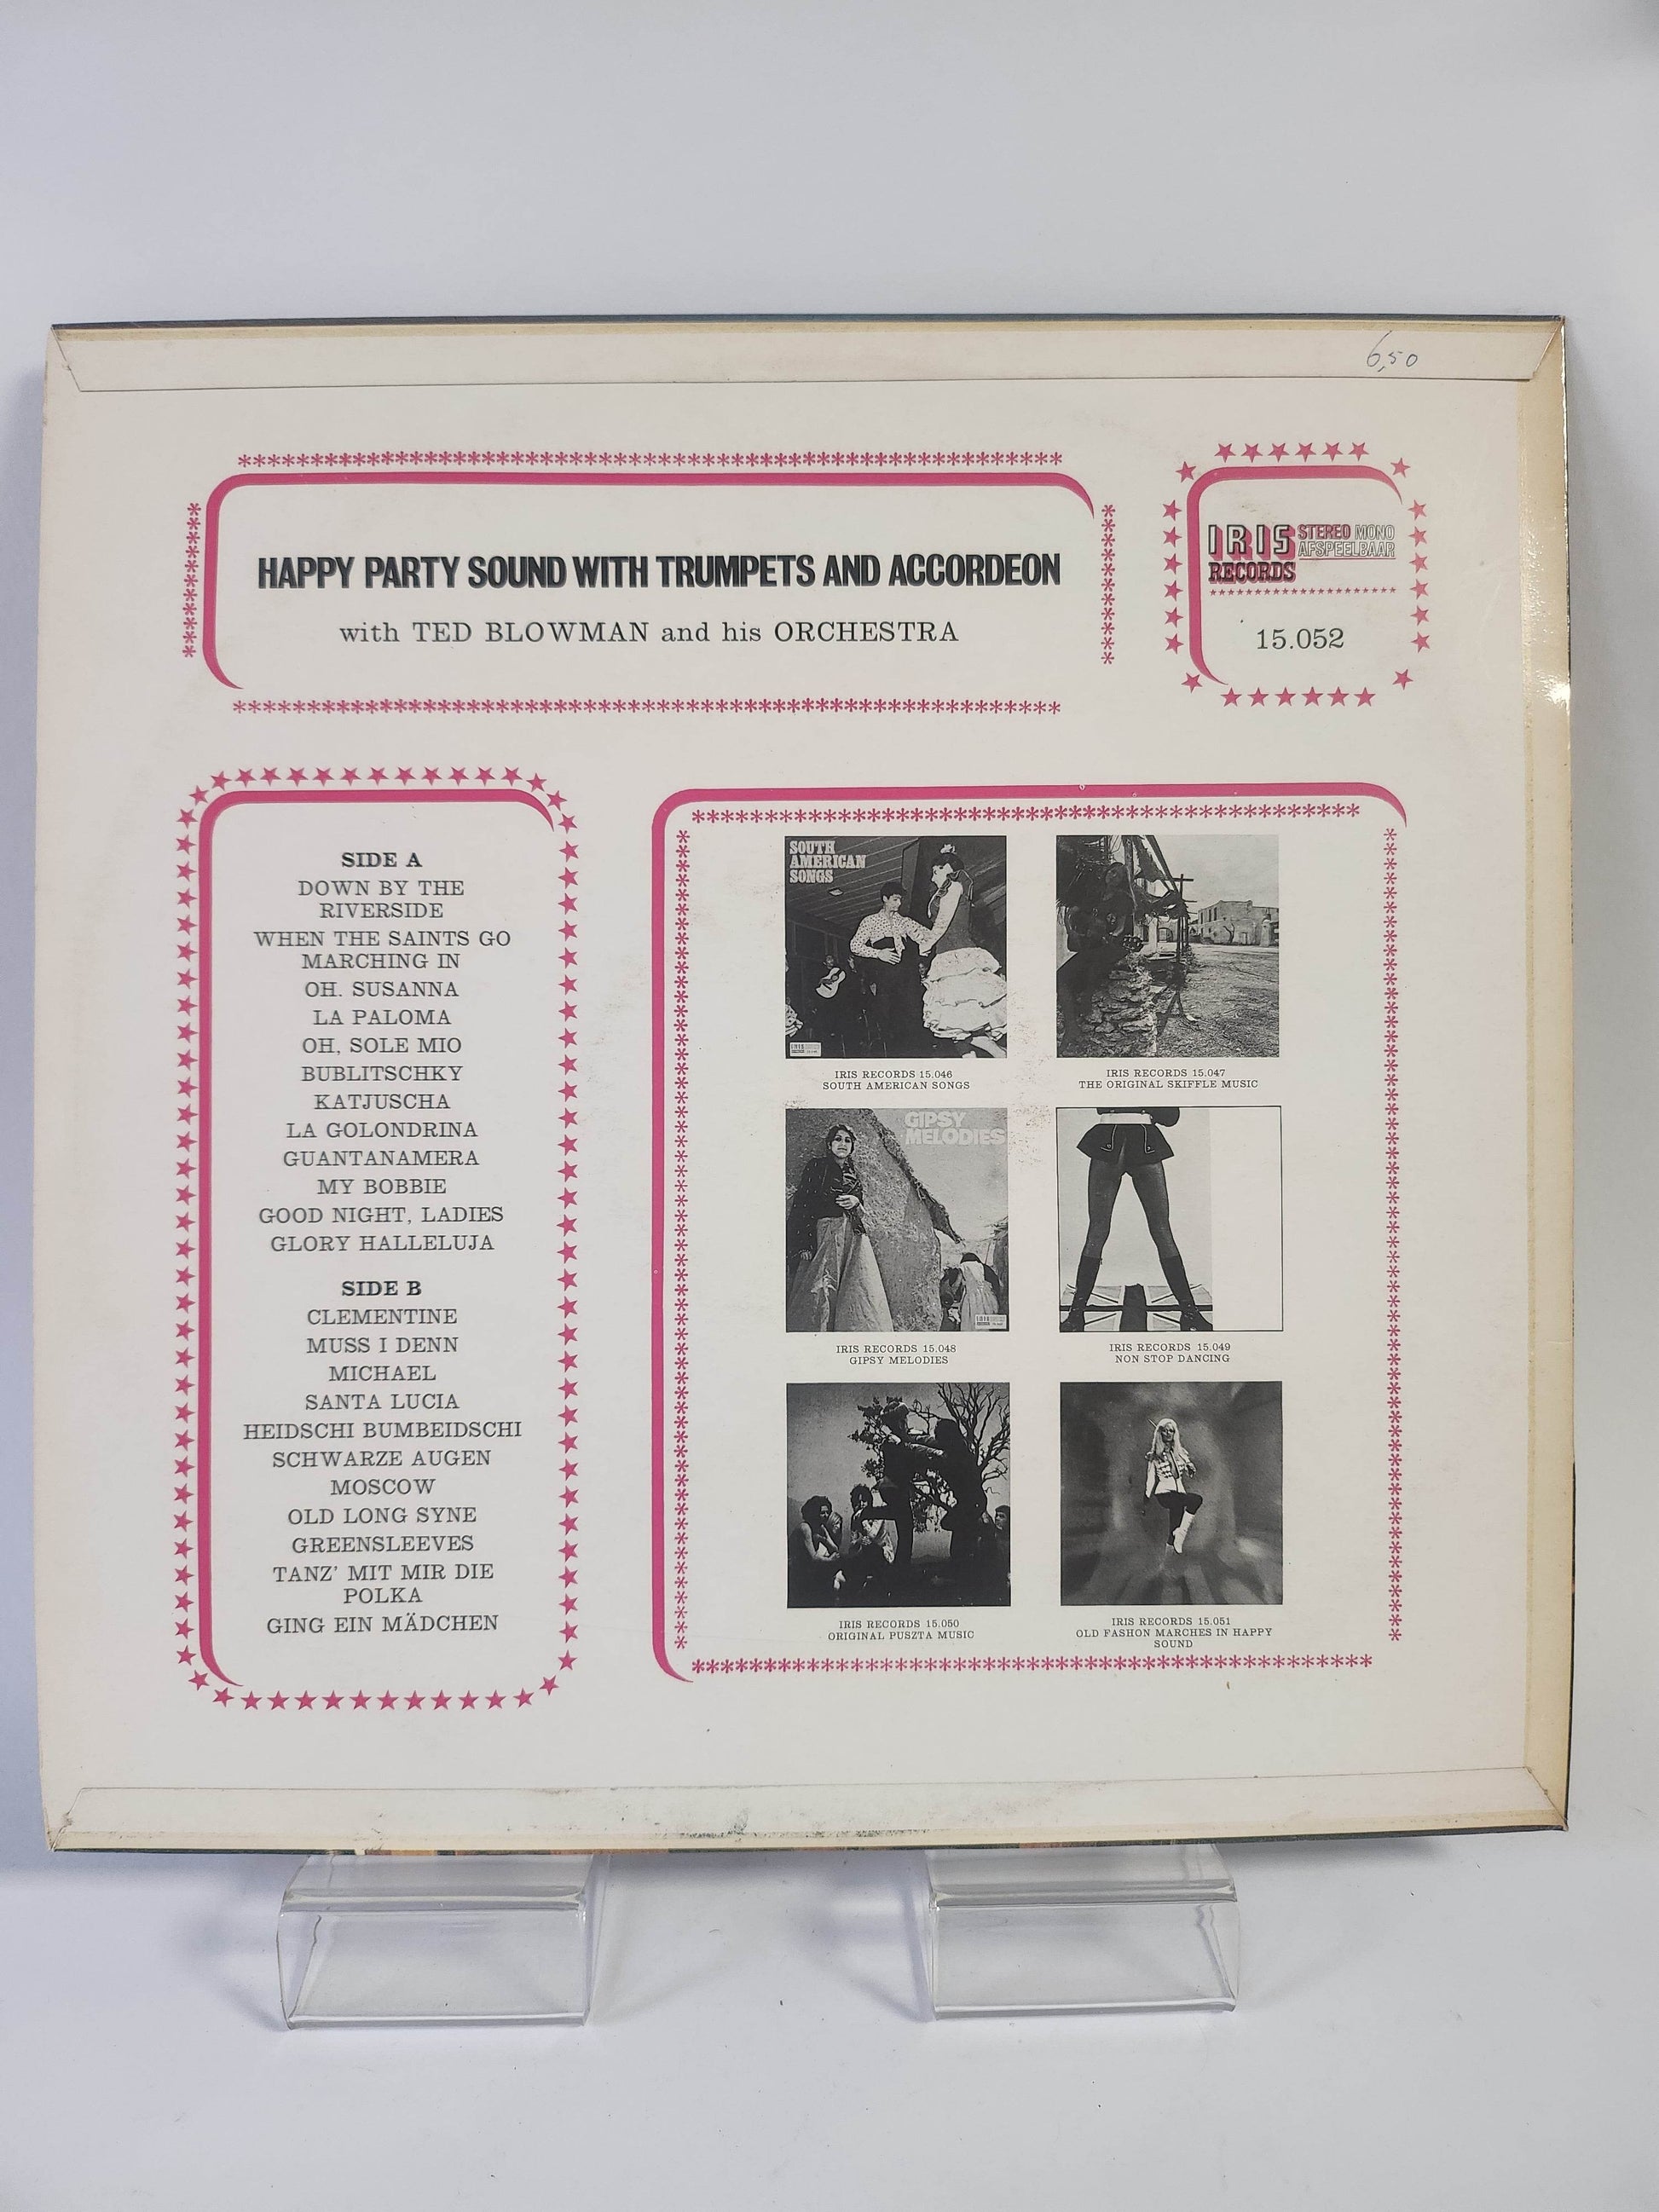 6,50
HAPPY PARTY SOUND WITH TRUMPETS AND ACCORDEON
with TED BLOWMAN and his ORCHESTRA
IRIS STEREO MONO
RECORDS AFSPEELBAAR
15.052
SIDE A
DOWN BY THE
RIVERSIDE
WHEN THE SAINTS GO
MARCHING IN
OH. SUSANNA
LA PALOMA
OH, SOLE MIO
BUBLITSCHKY
KATJUSCHA
LA GOLONDRINA
GUANTANAMERA
MY BOBBIE
GOOD NIGHT, LADIES
GLORY HALLELUJA
SIDE B
CLEMENTINE
MUSS I DENN
MICHAEL
SANTA LUCIA
HEIDSCHI BUMBEIDSCHI
SCHWARZE AUGEN
MOSCOW
OLD LONG SYNE
GREENSLEEVES
TANZ' MIT MIR DIE
POLKA
GING EIN MÄDCHEN
SOUTH
AMERICAN
SONGS
IRIS RECORDS 15.046
SOUTH AMERICAN SONGS
IRIS RECORDS 15.047
THE ORIGINAL SKIFFLE MUSIC
GIPSY
MELODIES
IRIS RECORDS 15.048
GIPSY MELODIES
IRIS RECORDS 15.049
NON STOP DANCING
IRIS RECORDS 15.050
ORIGINAL PUSZTA MUSIC
IRIS RECORDS 15.051
OLD FASHON MARCHES IN HAPPY
SOUND